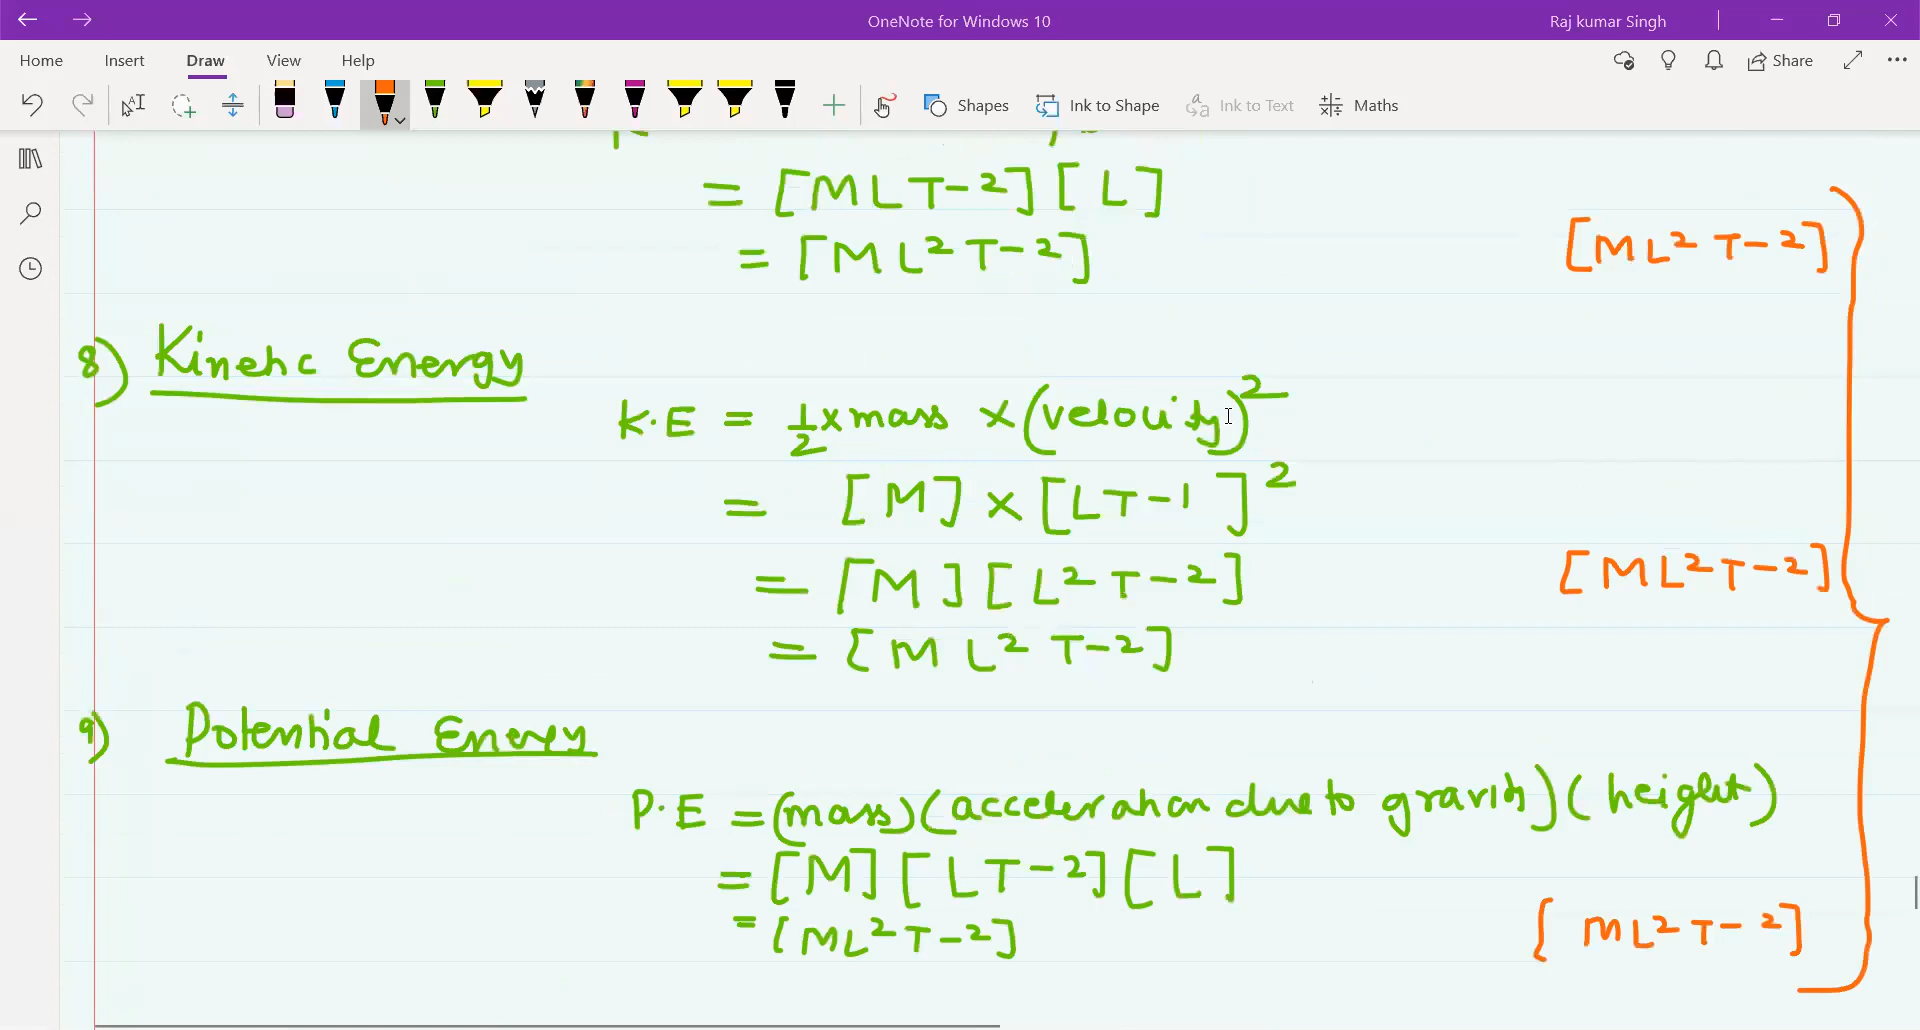 OneNote for Windows 10
Raj kumar Singh
Home Insert Draw View Help
Share
Shapes Ink to Shape Ink to Text Maths
= [MLT-2] [L]
= [ML2T-2]
[ML2T-2]
8) Kinetic Energy
K.E = 1/2 x mass x (velocity)2
= [M] x [LT-1]2
= [M] [L2T-2]
[ML2T-2]
= [ML2T-2]
9) Potential Energy
P.E = (mass) (acceleration due to gravity) (height)
= [M] [LT-2] [L]
= [ML2T-2]
[ML2T-2]